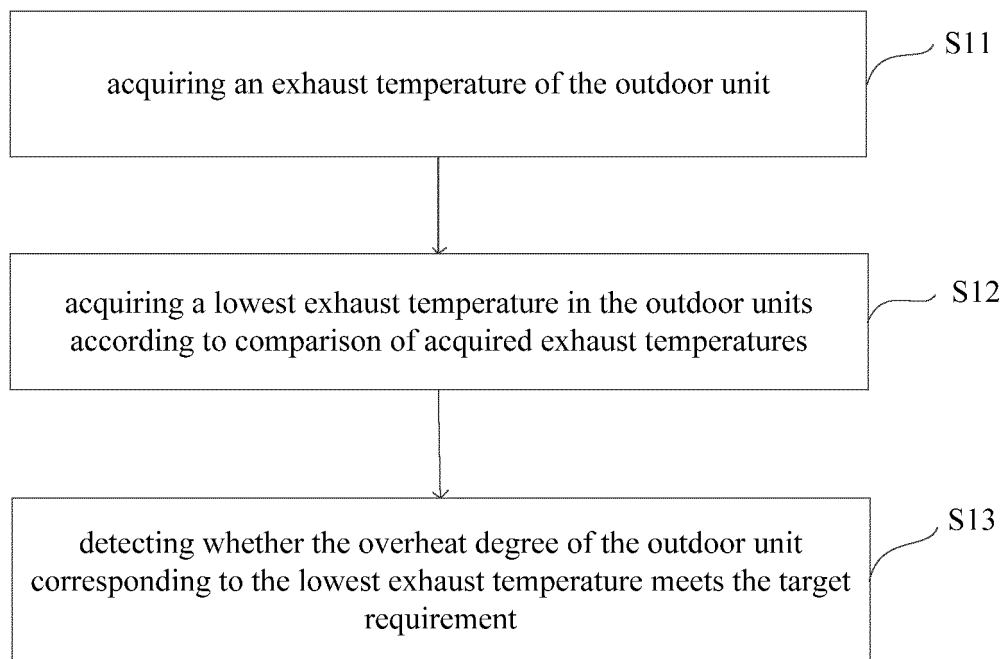 S11
acquiring an exhaust temperature of the outdoor unit
S12
acquiring a lowest exhaust temperature in the outdoor units
according to comparison of acquired exhaust temperatures
S13
detecting whether the overheat degree of the outdoor unit
corresponding to the lowest exhaust temperature meets the target
requirement